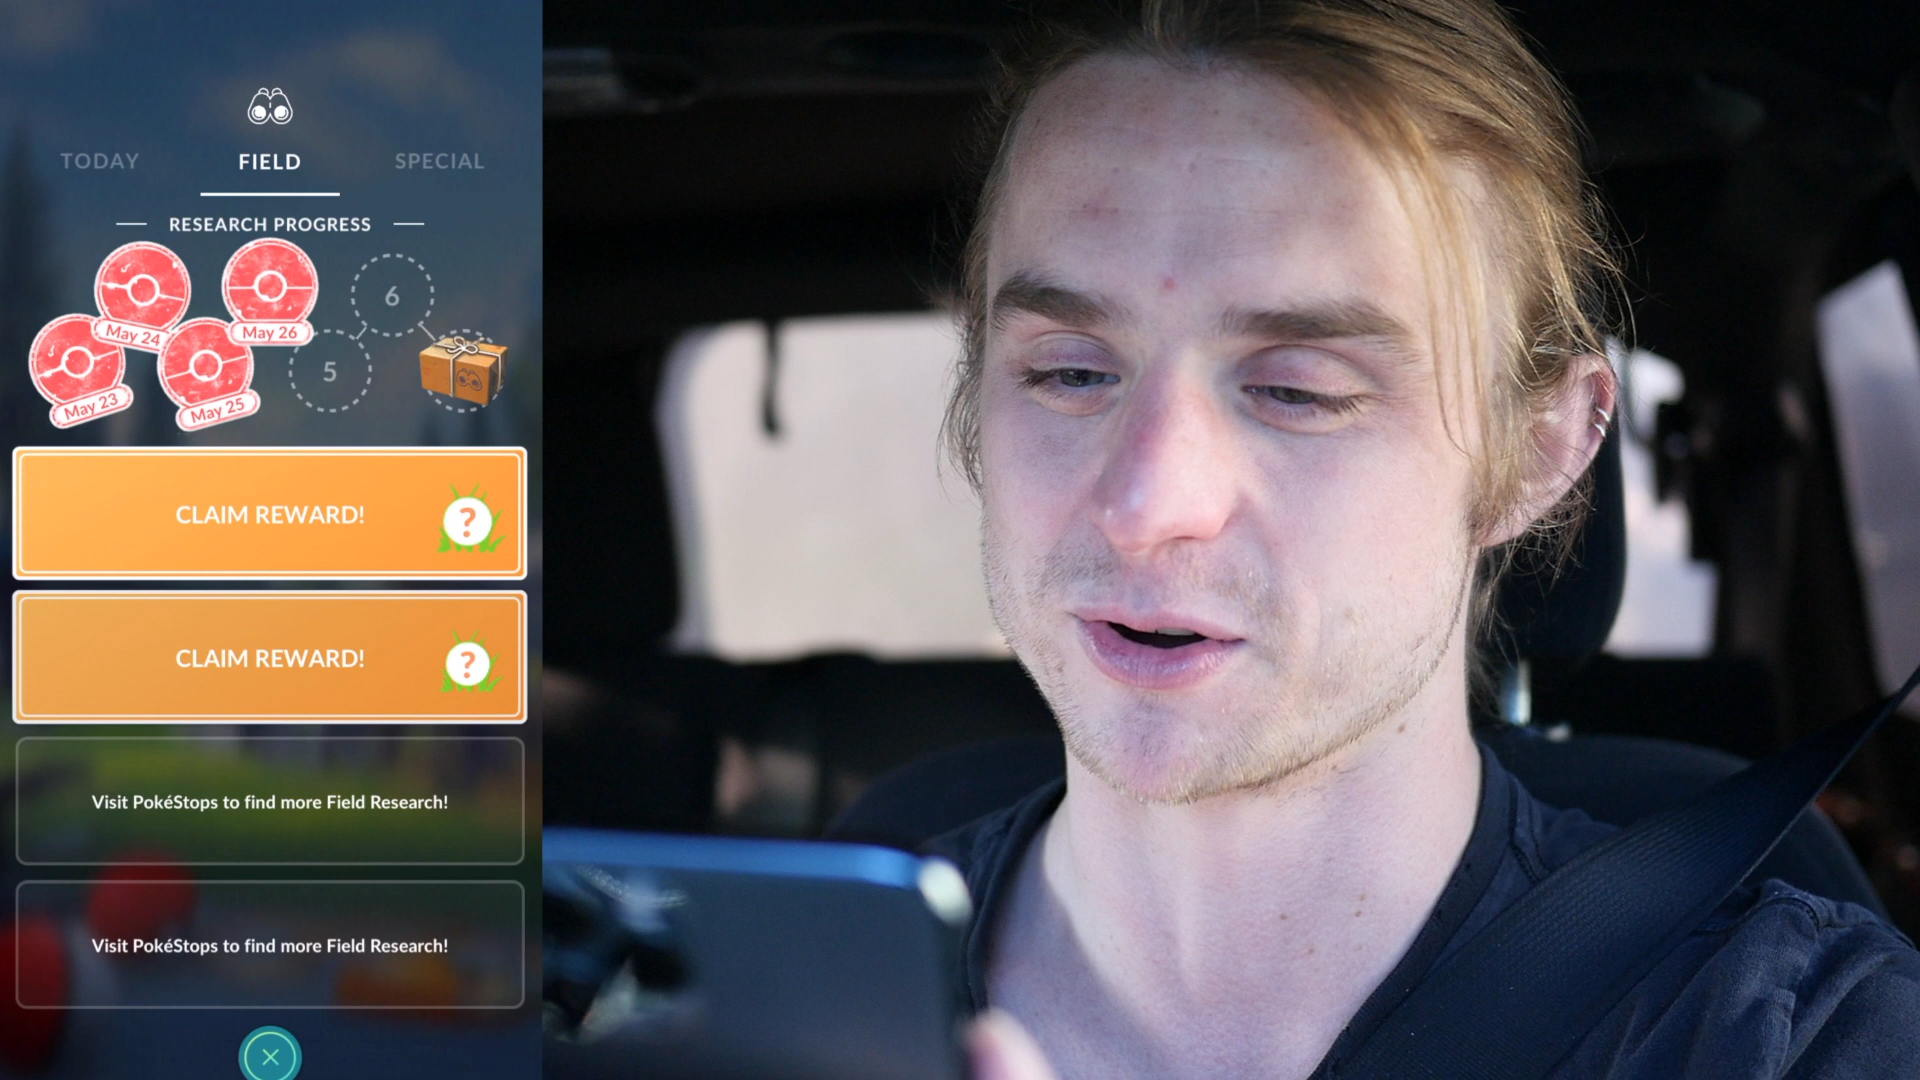 TODAY
FIELD
SPECIAL
RESEARCH PROGRESS
May 24
May 26
6
May 23
May 25
5
CLAIM REWARD!
?
CLAIM REWARD!
?
Visit PokéStops to find more Field Research!
Visit PokéStops to find more Field Research!